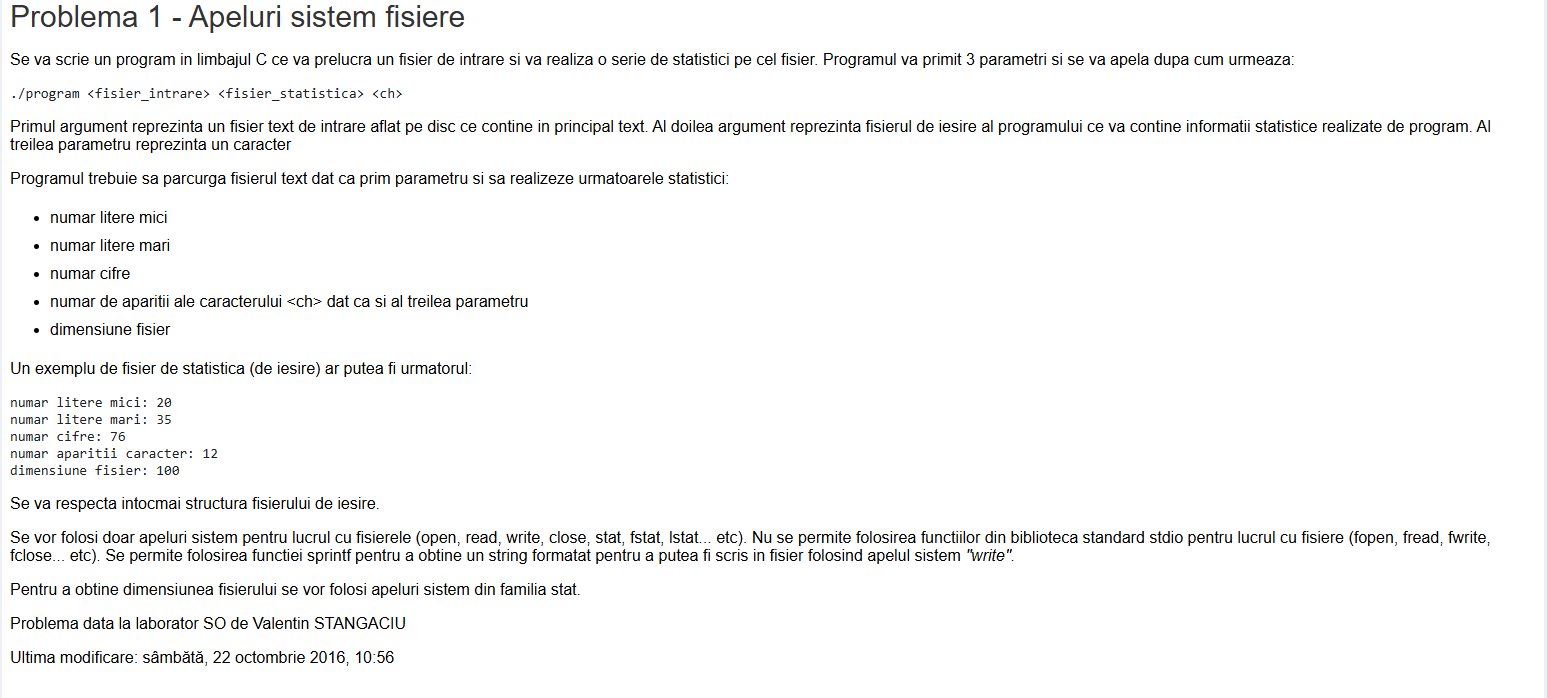 Problema 1 - Apeluri sistem fisiere
Se va scrie un program in limbajul C ce va prelucra un fisier de intrare si va realiza o serie de statistici pe cel fisier. Programul va primit 3 parametri si se va apela dupa cum urmeaza:
./program <fisier_intrare> <fisier_statistica> <ch>
Primul argument reprezinta un fisier text de intrare aflat pe disc ce contine in principal text. Al doilea argument reprezinta fisierul de iesire al programului ce va contine informatii statistice realizate de program. Al
treilea parametru reprezinta un caracter
Programul trebuie sa parcurga fisierul text dat ca prim parametru si sa realizeze urmatoarele statistici:
• numar litere mici
• numar litere mari
• numar cifre
• numar de aparitii ale caracterului <ch> dat ca si al treilea parametru
• dimensiune fisier
Un exemplu de fisier de statistica (de iesire) ar putea fi urmatorul:
numar litere mici: 20
numar litere mari: 35
numar cifre: 76
numar aparitii caracter: 12
dimensiune fisier: 100
Se va respecta intocmai structura fisierului de iesire.
Se vor folosi doar apeluri sistem pentru lucrul cu fisierele (open, read, write, close, stat, fstat, lstat... etc). Nu se permite folosirea functiilor din biblioteca standard stdio pentru lucrul cu fisiere (fopen, fread, fwrite,
fclose... etc). Se permite folosirea functiei sprintf pentru a obtine un string formatat pentru a putea fi scris in fisier folosind apelul sistem "write".
Pentru a obtine dimensiunea fisierului se vor folosi apeluri sistem din familia stat.
Problema data la laborator SO de Valentin STANGACIU
Ultima modificare: sâmbătă, 22 octombrie 2016, 10:56